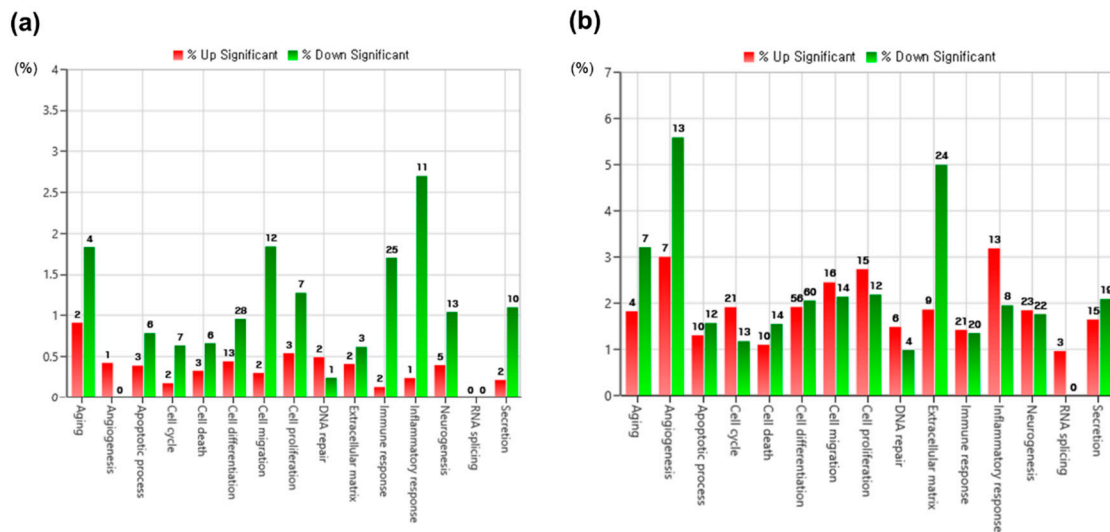 (a)
% Up Significant % Down Significant
(%)
4
3.5
3
2.5
2
1.5
1
0.5
0
2 4 1 0 3 6 2 7 3 6 13 28 2 12 3 7 2 1 2 3 2 25 1 11 5 13 0 0 2 10
Aging
Angiogenesis
Apoptotic process
Cell cycle
Cell death
Cell differentiation
Cell migration
Cell proliferation
DNA repair
Extracellular matrix
Immune response
Inflammatory response
Neurogenesis
RNA splicing
Secretion
(b)
% Up Significant % Down Significant
(%)
7
6
5
4
3
2
1
0
4 7 7 13 10 12 21 13 10 14 56 60 16 14 15 12 6 4 9 24 21 20 13 8 23 22 3 0 15 19
Aging
Angiogenesis
Apoptotic process
Cell cycle
Cell death
Cell differentiation
Cell migration
Cell proliferation
DNA repair
Extracellular matrix
Immune response
Inflammatory response
Neurogenesis
RNA splicing
Secretion